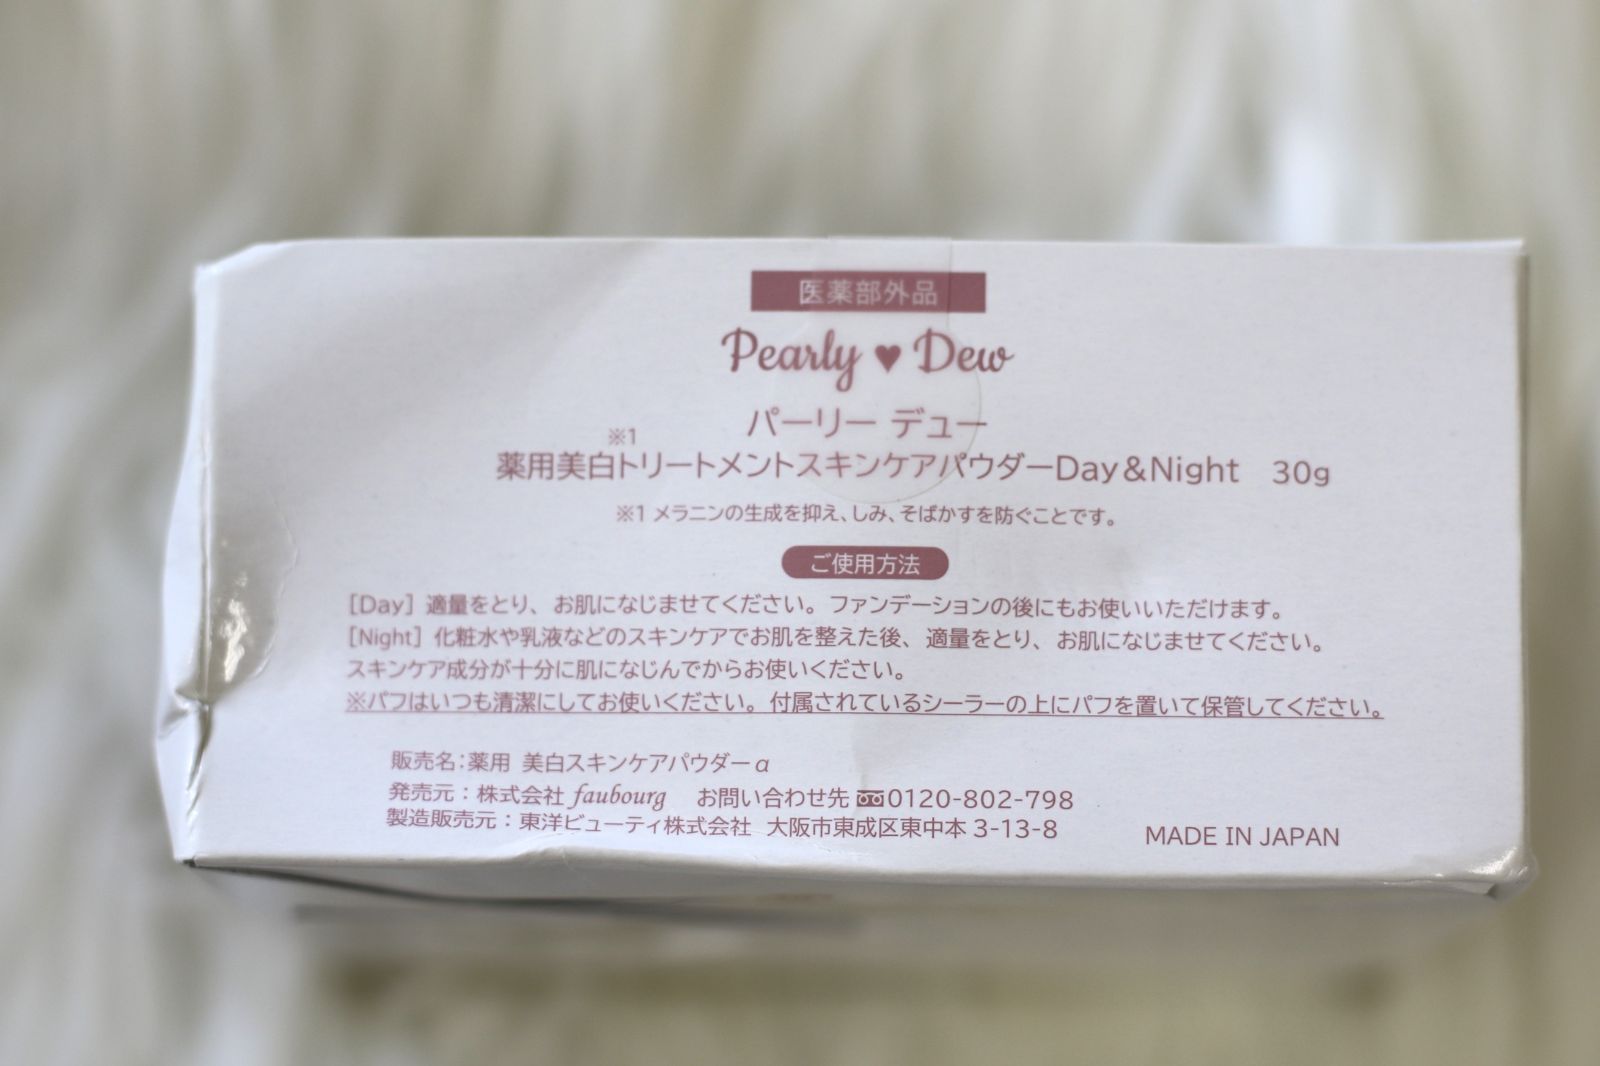 医薬部外品
Pearly ♥ Dew
パーリー デュー
※1
薬用美白トリートメントスキンケアパウダーDay＆Night 30g
※1 メラニンの生成を抑え、しみ、そばかすを防ぐことです。
ご使用方法
［Day］適量をとり、お肌になじませてください。ファンデーションの後にもお使いいただけます。
［Night］化粧水や乳液などのスキンケアでお肌を整えた後、適量をとり、お肌になじませてください。
スキンケア成分が十分に肌になじんでからお使いください。
※パフはいつも清潔にしてお使いください。付属されているシーラーの上にパフを置いて保管してください。
販売名：薬用 美白スキンケアパウダーα
発売元：株式会社 faubourg お問い合わせ先 0120-802-798
製造販売元：東洋ビューティ株式会社 大阪市東成区東中本 3-13-8
MADE IN JAPAN